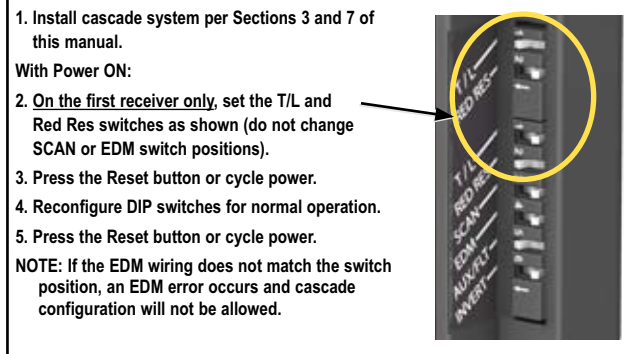 1. Install cascade system per Sections 3 and 7 of
this manual.
With Power ON:
2. On the first receiver only, set the T/L and
Red Res switches as shown (do not change
SCAN or EDM switch positions).
3. Press the Reset button or cycle power.
4. Reconfigure DIP switches for normal operation.
5. Press the Reset button or cycle power.
NOTE: If the EDM wiring does not match the switch
position, an EDM error occurs and cascade
configuration will not be allowed.
T/L
RED RES
T/L
RED RES
SCAN
EDM
AUX/FLT
INVERT